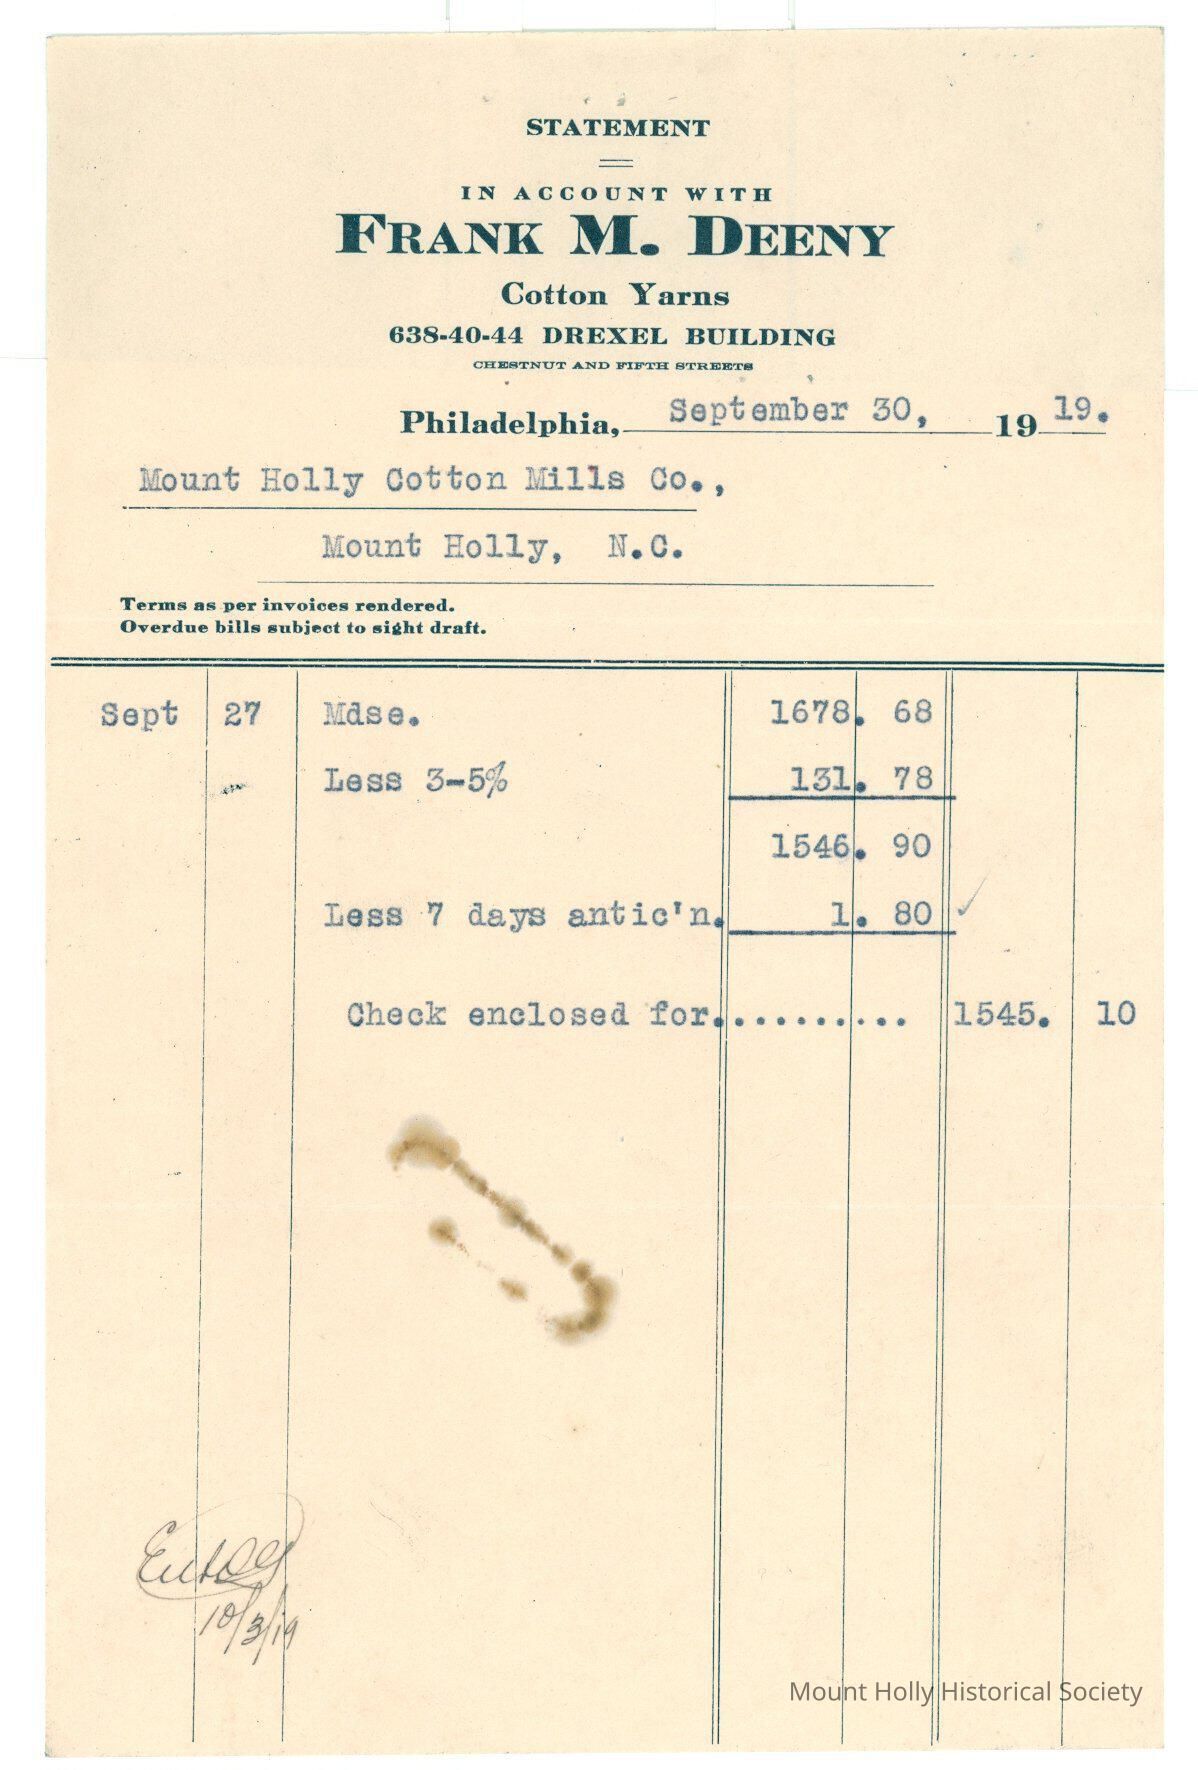 STATEMENT
IN ACCOUNT WITH
FRANK M. DEENY
Cotton Yarns
638-40-44 DREXEL BUILDING
CHESTNUT AND FIFTH STREETS
Philadelphia, September 30, 19 19.
Mount Holly Cotton Mills Co.,
Mount Holly, N.C.
Terms as per invoices rendered.
Overdue bills subject to sight draft.
Sept 27 Mdse. 1678. 68
Less 3-5% 131. 78
1546. 90
Less 7 days antic'n. 1. 80 ✓
Check enclosed for.......... 1545. 10
10/3/19
Mount Holly Historical Society